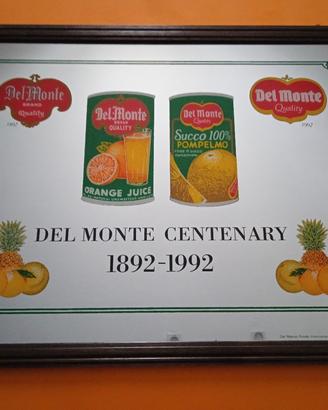 Del Monte
BRAND
Quality
1892
Del Monte
BRAND
QUALITY
ORANGE JUICE
Del Monte
Quality
Succo 100%
POMPELMO
Del Monte
Quality
1992
DEL MONTE CENTENARY
1892-1992